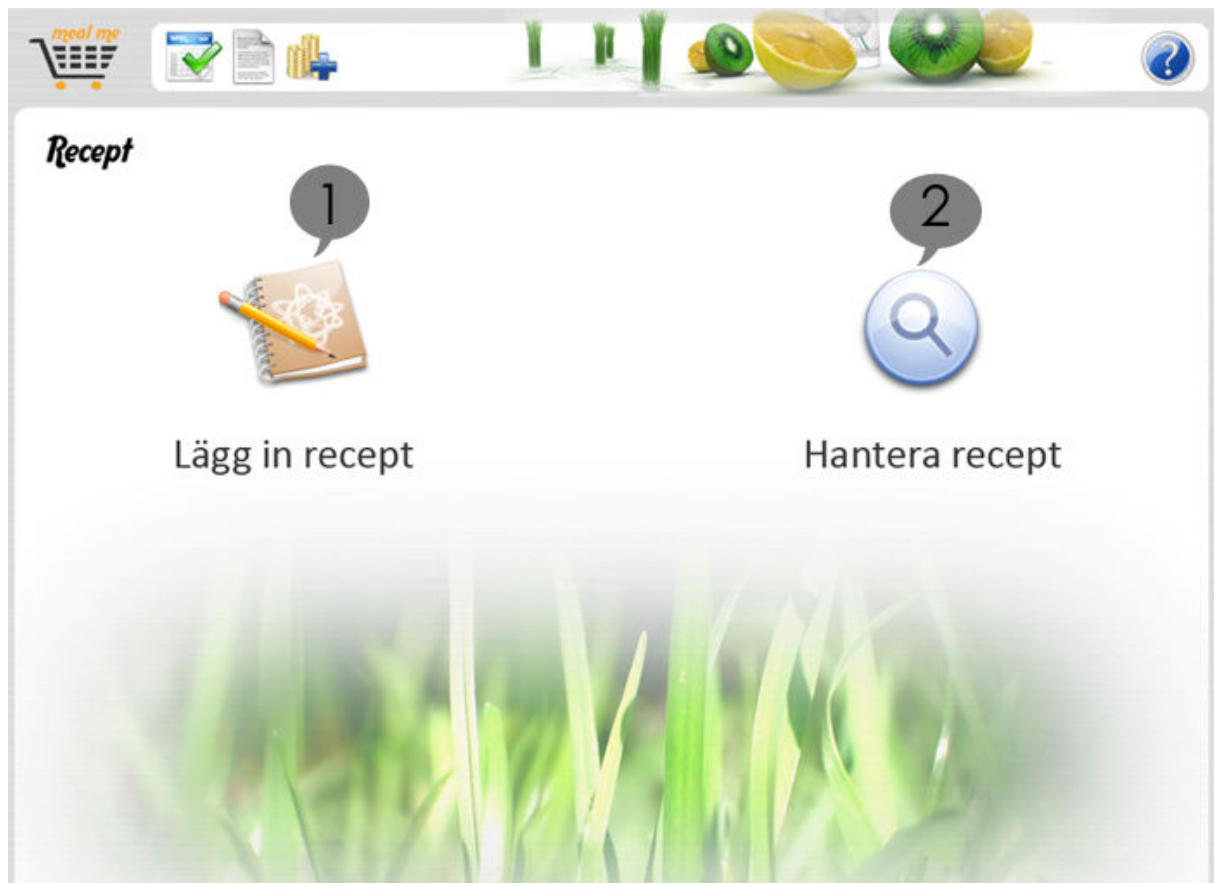 meal me
Recept
1
2
Lägg in recept
Hantera recept
?